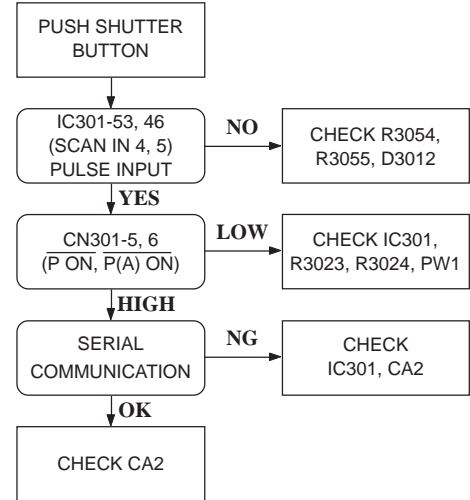 PUSH SHUTTER
BUTTON
IC301-53, 46
(SCAN IN 4, 5)
PULSE INPUT
NO
CHECK R3054,
R3055, D3012
YES
CN301-5, 6
(P ON, P(A) ON)
LOW
CHECK IC301,
R3023, R3024, PW1
HIGH
SERIAL
COMMUNICATION
NG
CHECK
IC301, CA2
OK
CHECK CA2